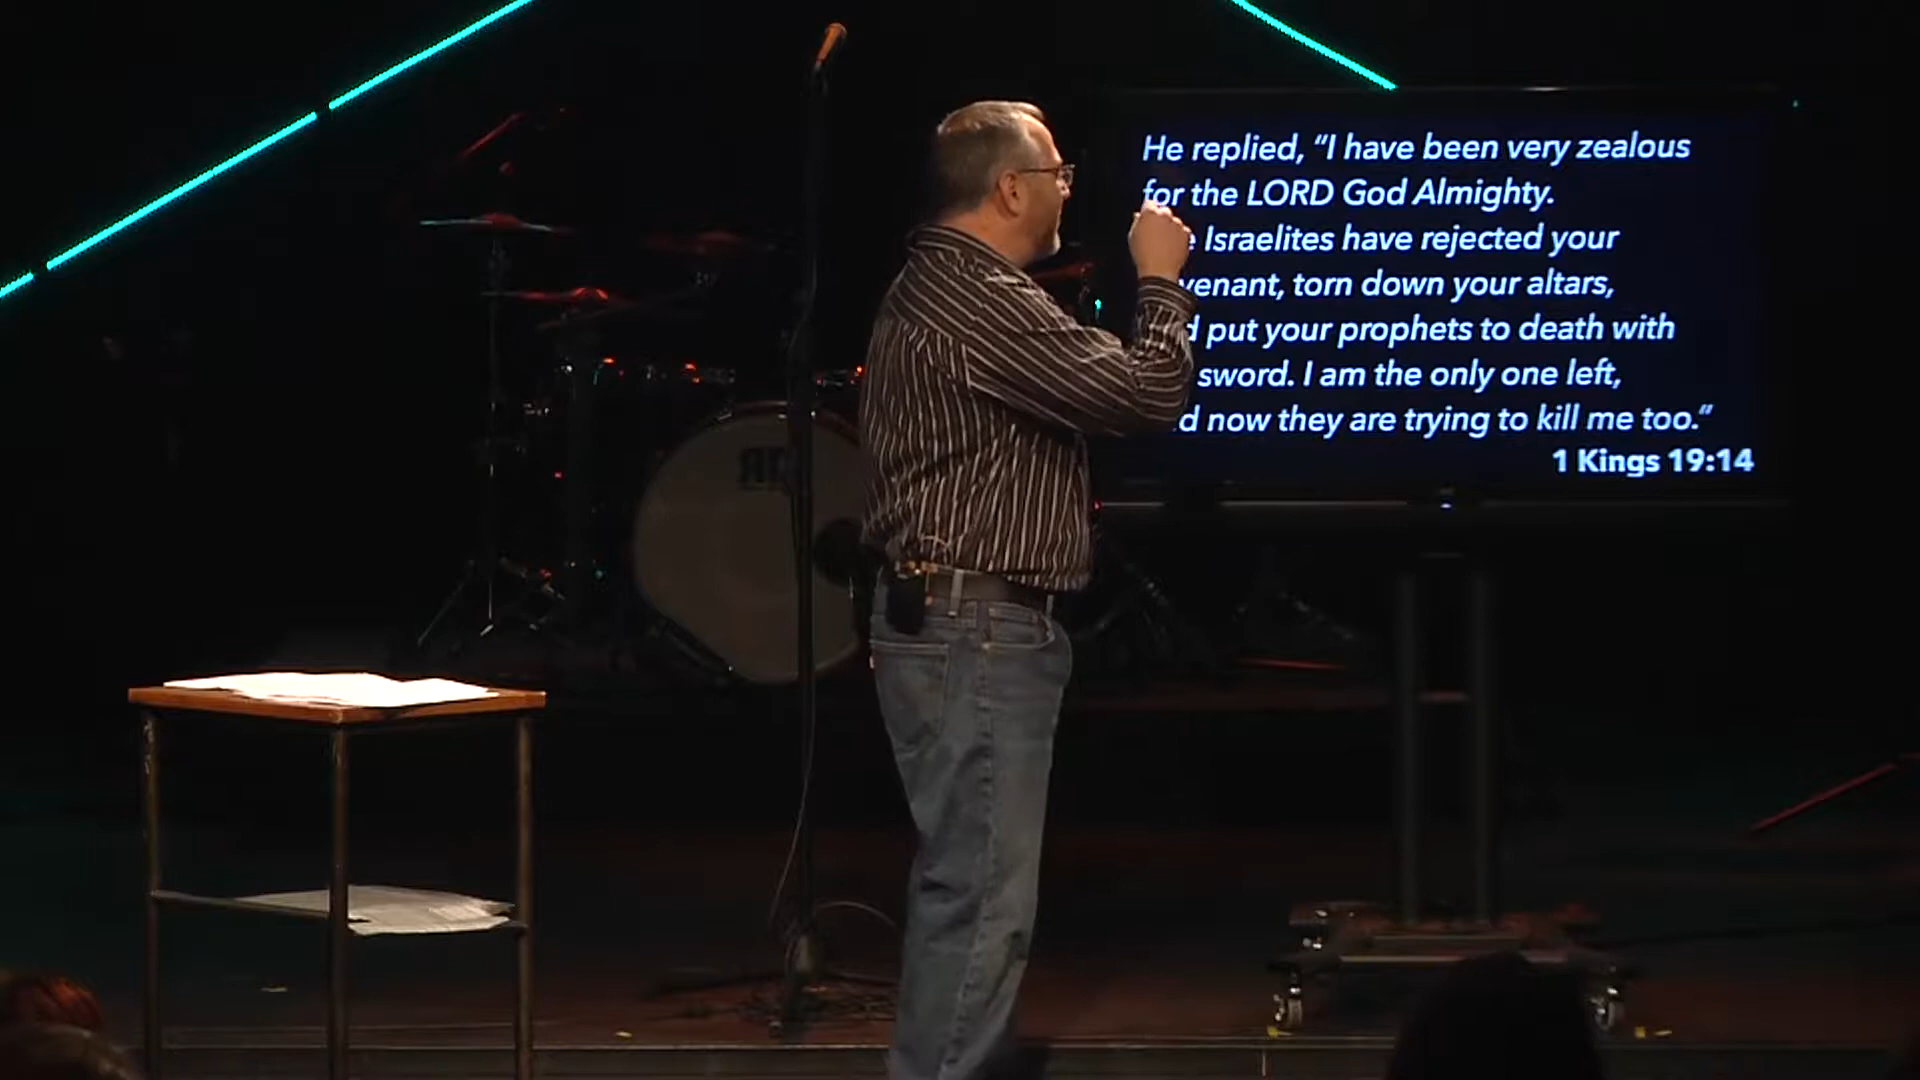 He replied, “I have been very zealous
for the LORD God Almighty.
Israelites have rejected your
torn down your altars,
put your prophets to death with
sword. I am the only one left,
now they are trying to kill me too.”
1 Kings 19:14